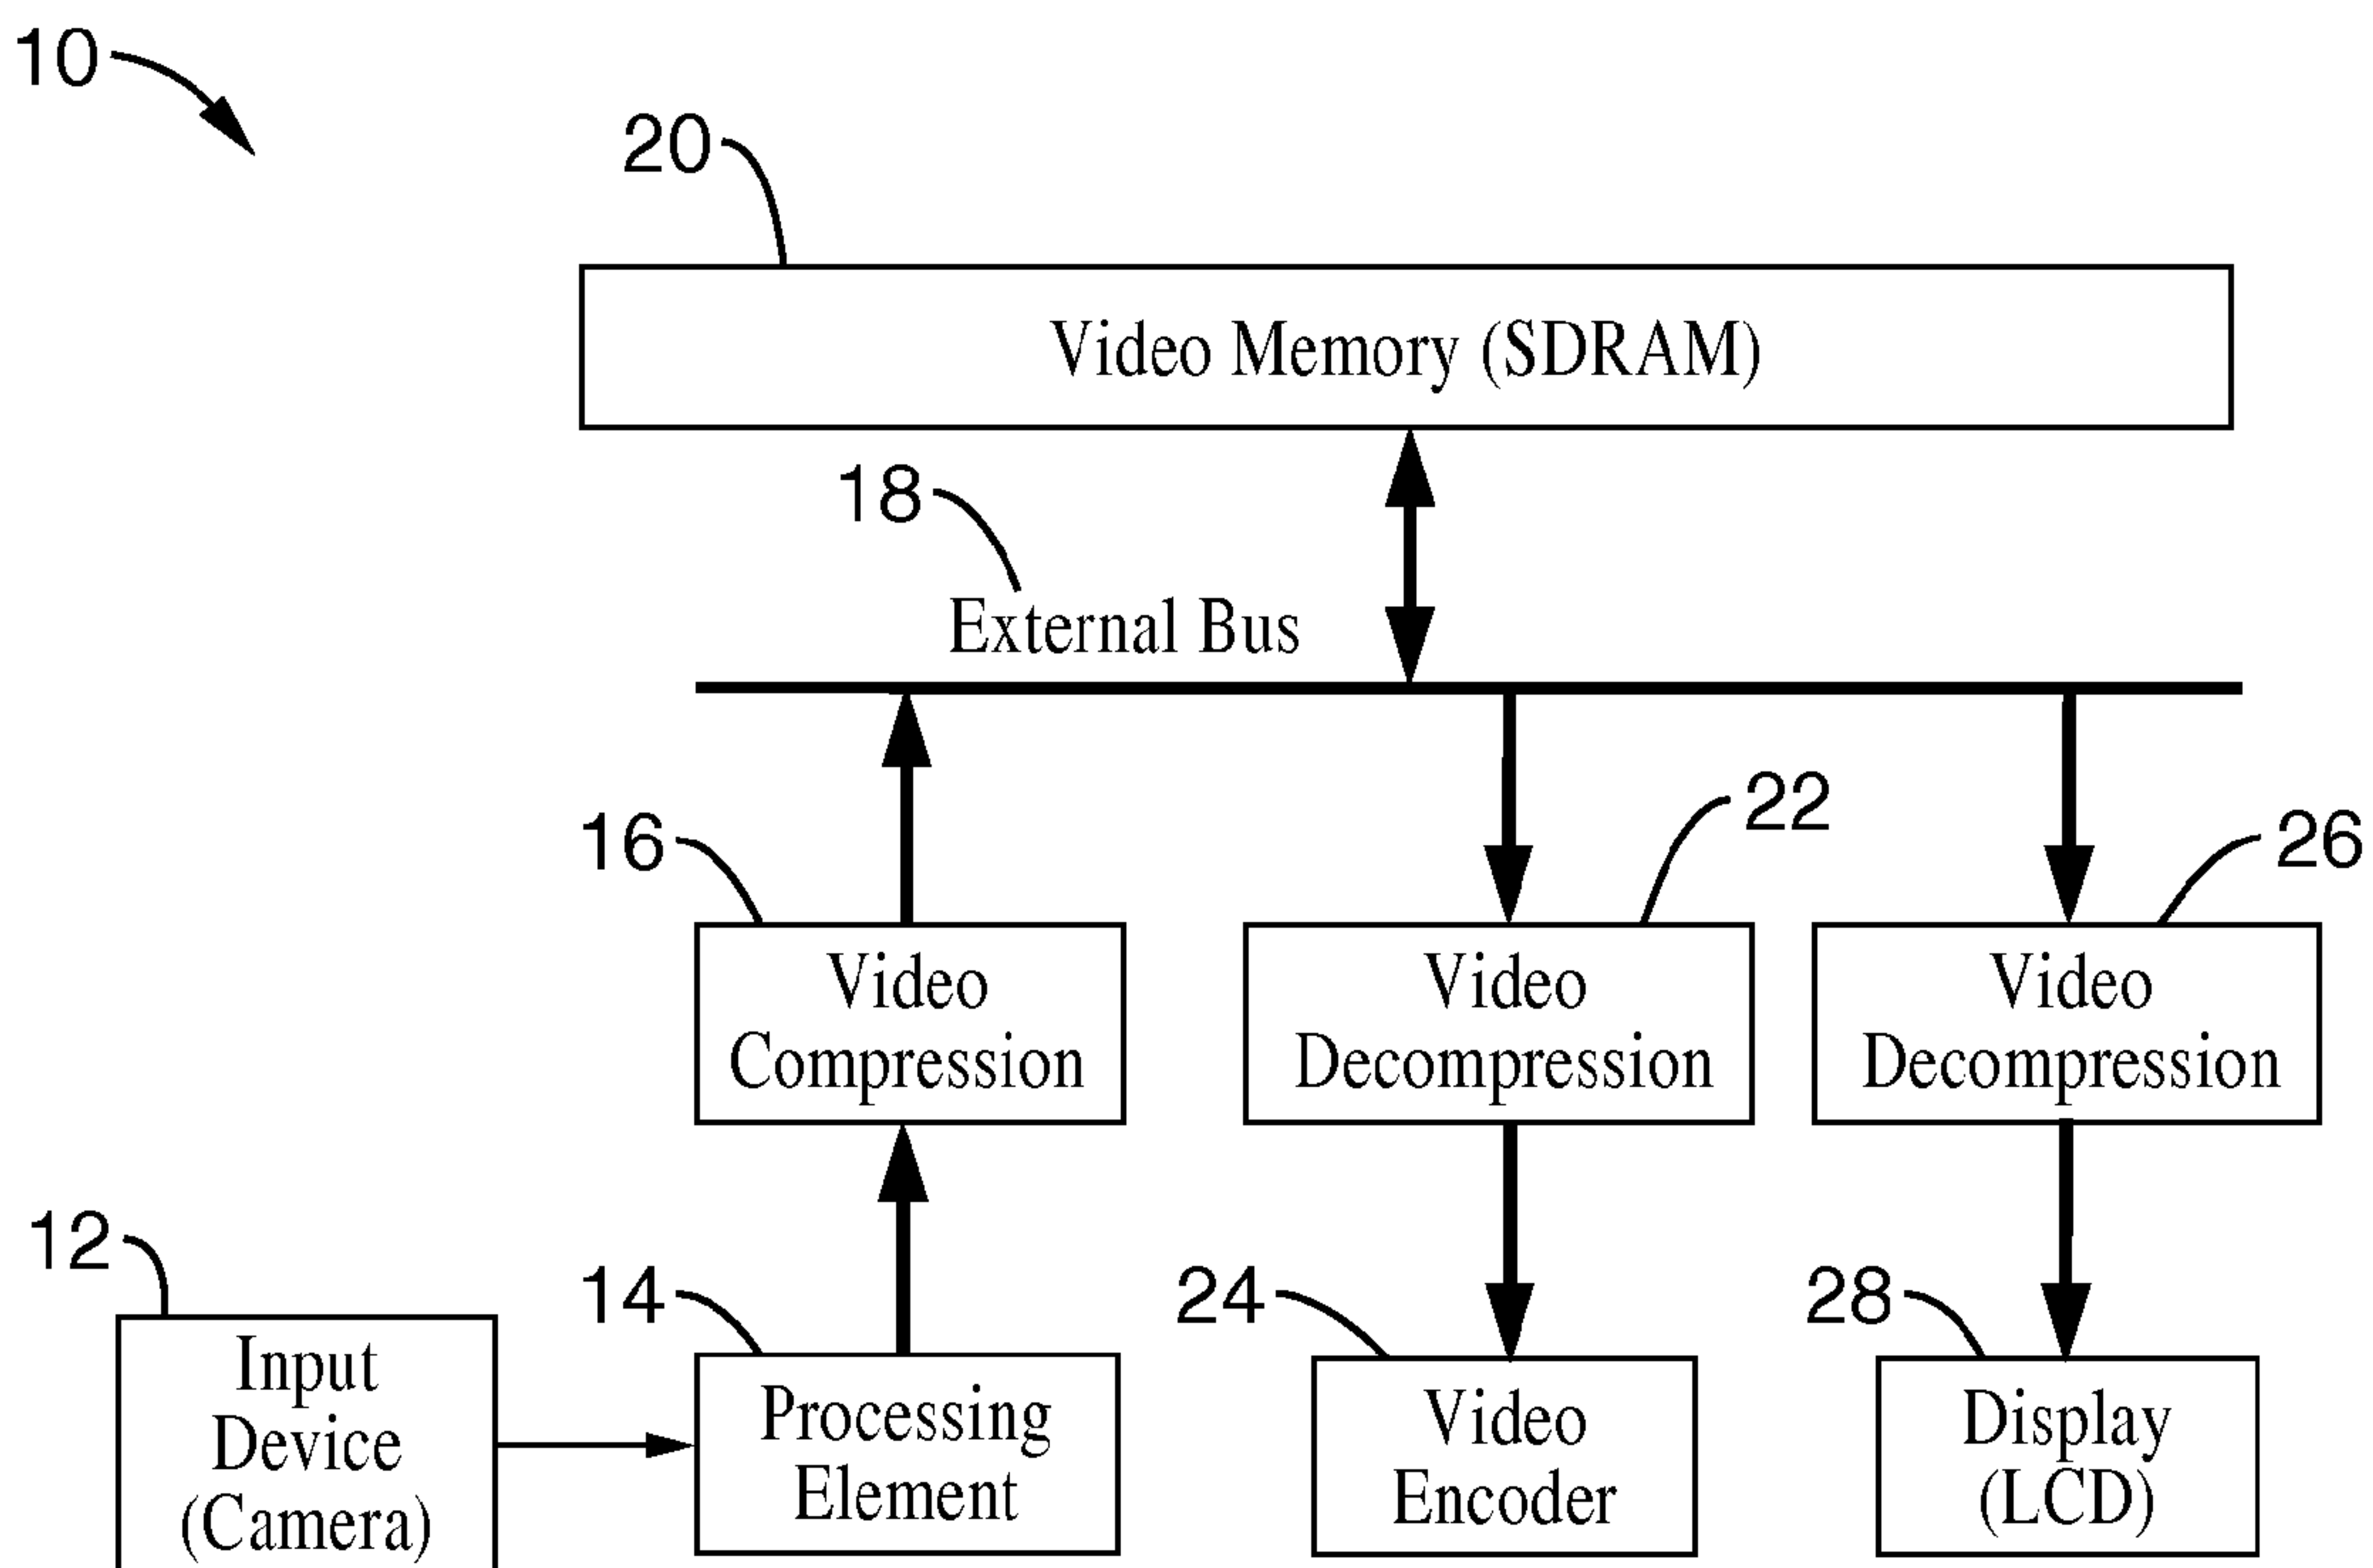 10
20
Video Memory (SDRAM)
18
External Bus
16
22
26
Video
Compression
Video
Decompression
Video
Decompression
12
14
24
28
Input
Device
(Camera)
Processing
Element
Video
Encoder
Display
(LCD)